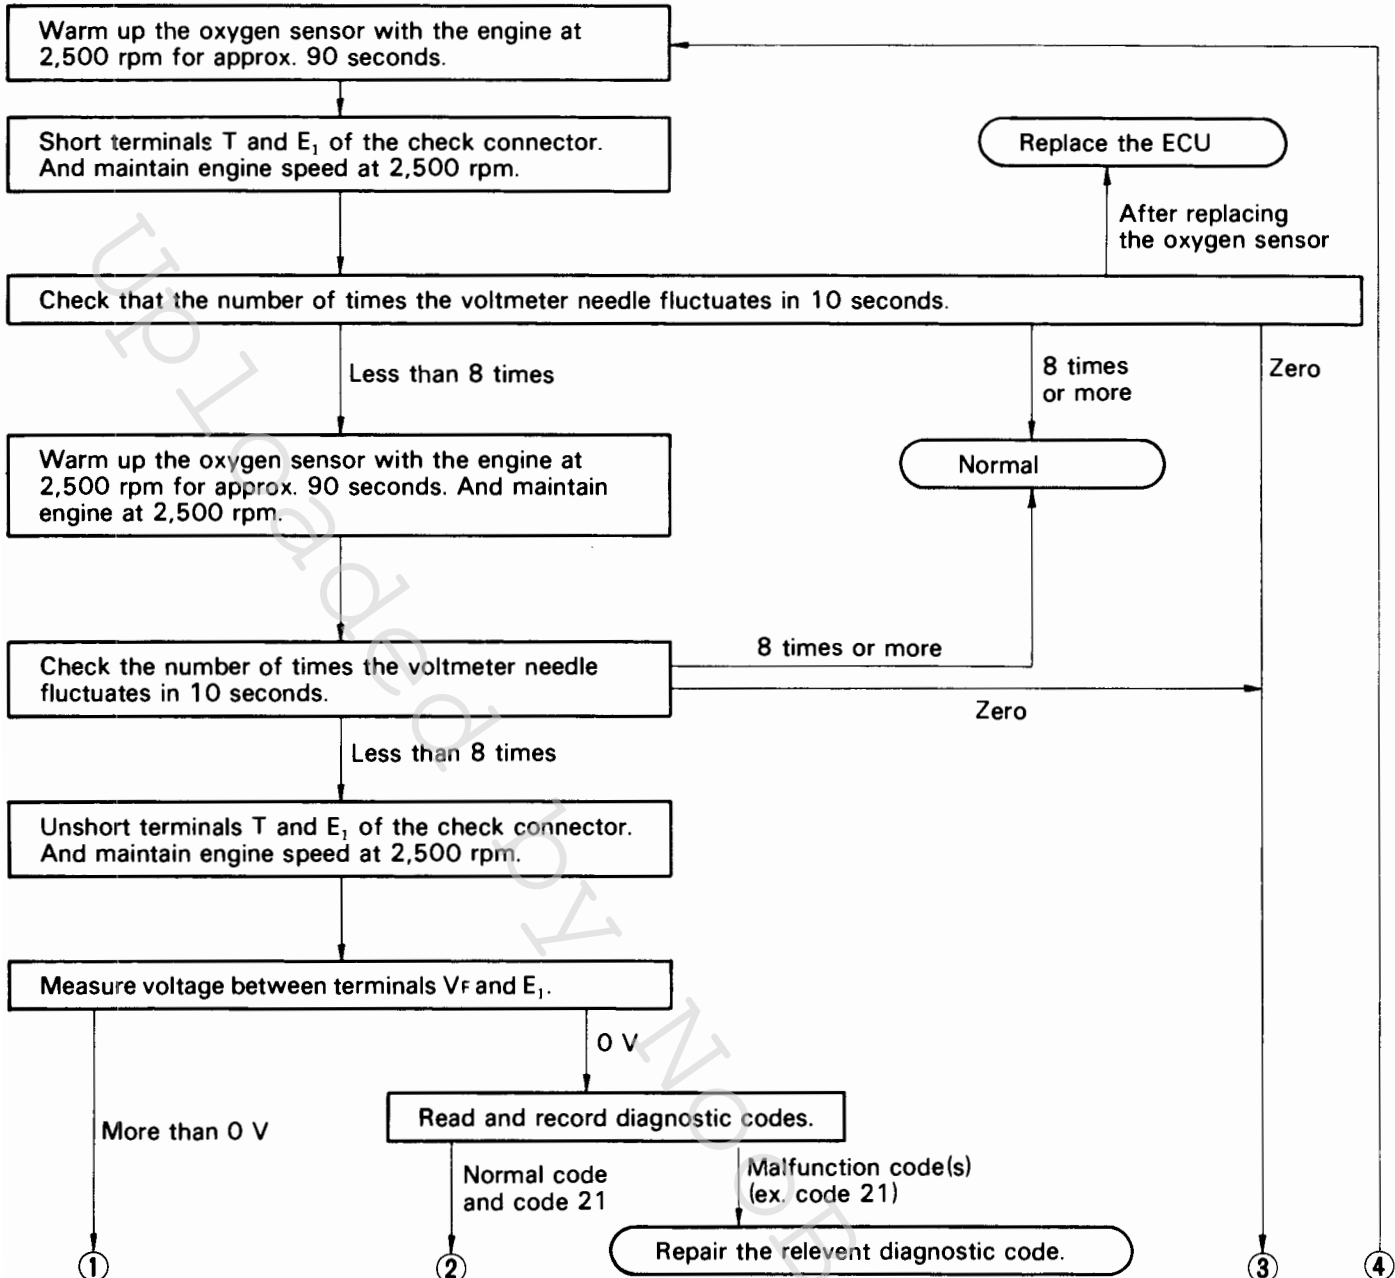 Warm up the oxygen sensor with the engine at
2,500 rpm for approx. 90 seconds.
Short terminals T and E₁ of the check connector.
And maintain engine speed at 2,500 rpm.
Replace the ECU
After replacing
the oxygen sensor
Check that the number of times the voltmeter needle fluctuates in 10 seconds.
Less than 8 times
8 times
or more
Zero
Warm up the oxygen sensor with the engine at
2,500 rpm for approx. 90 seconds. And maintain
engine at 2,500 rpm.
Normal
Check the number of times the voltmeter needle
fluctuates in 10 seconds.
8 times or more
Zero
Less than 8 times
Unshort terminals T and E₁ of the check connector.
And maintain engine speed at 2,500 rpm.
Measure voltage between terminals VF and E₁.
0 V
More than 0 V
Read and record diagnostic codes.
Normal code
and code 21
Malfunction code(s)
(ex. code 21)
Repair the relevent diagnostic code.
1
2
3
4
Uploaded by NooB